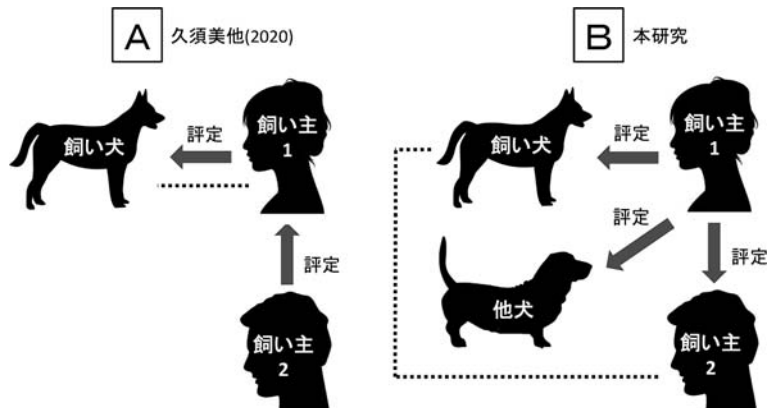 A 久須美他(2020)
飼い犬
評定
飼い主
1
評定
飼い主
2
B 本研究
飼い犬
評定
飼い主
1
評定
評定
他犬
飼い主
2